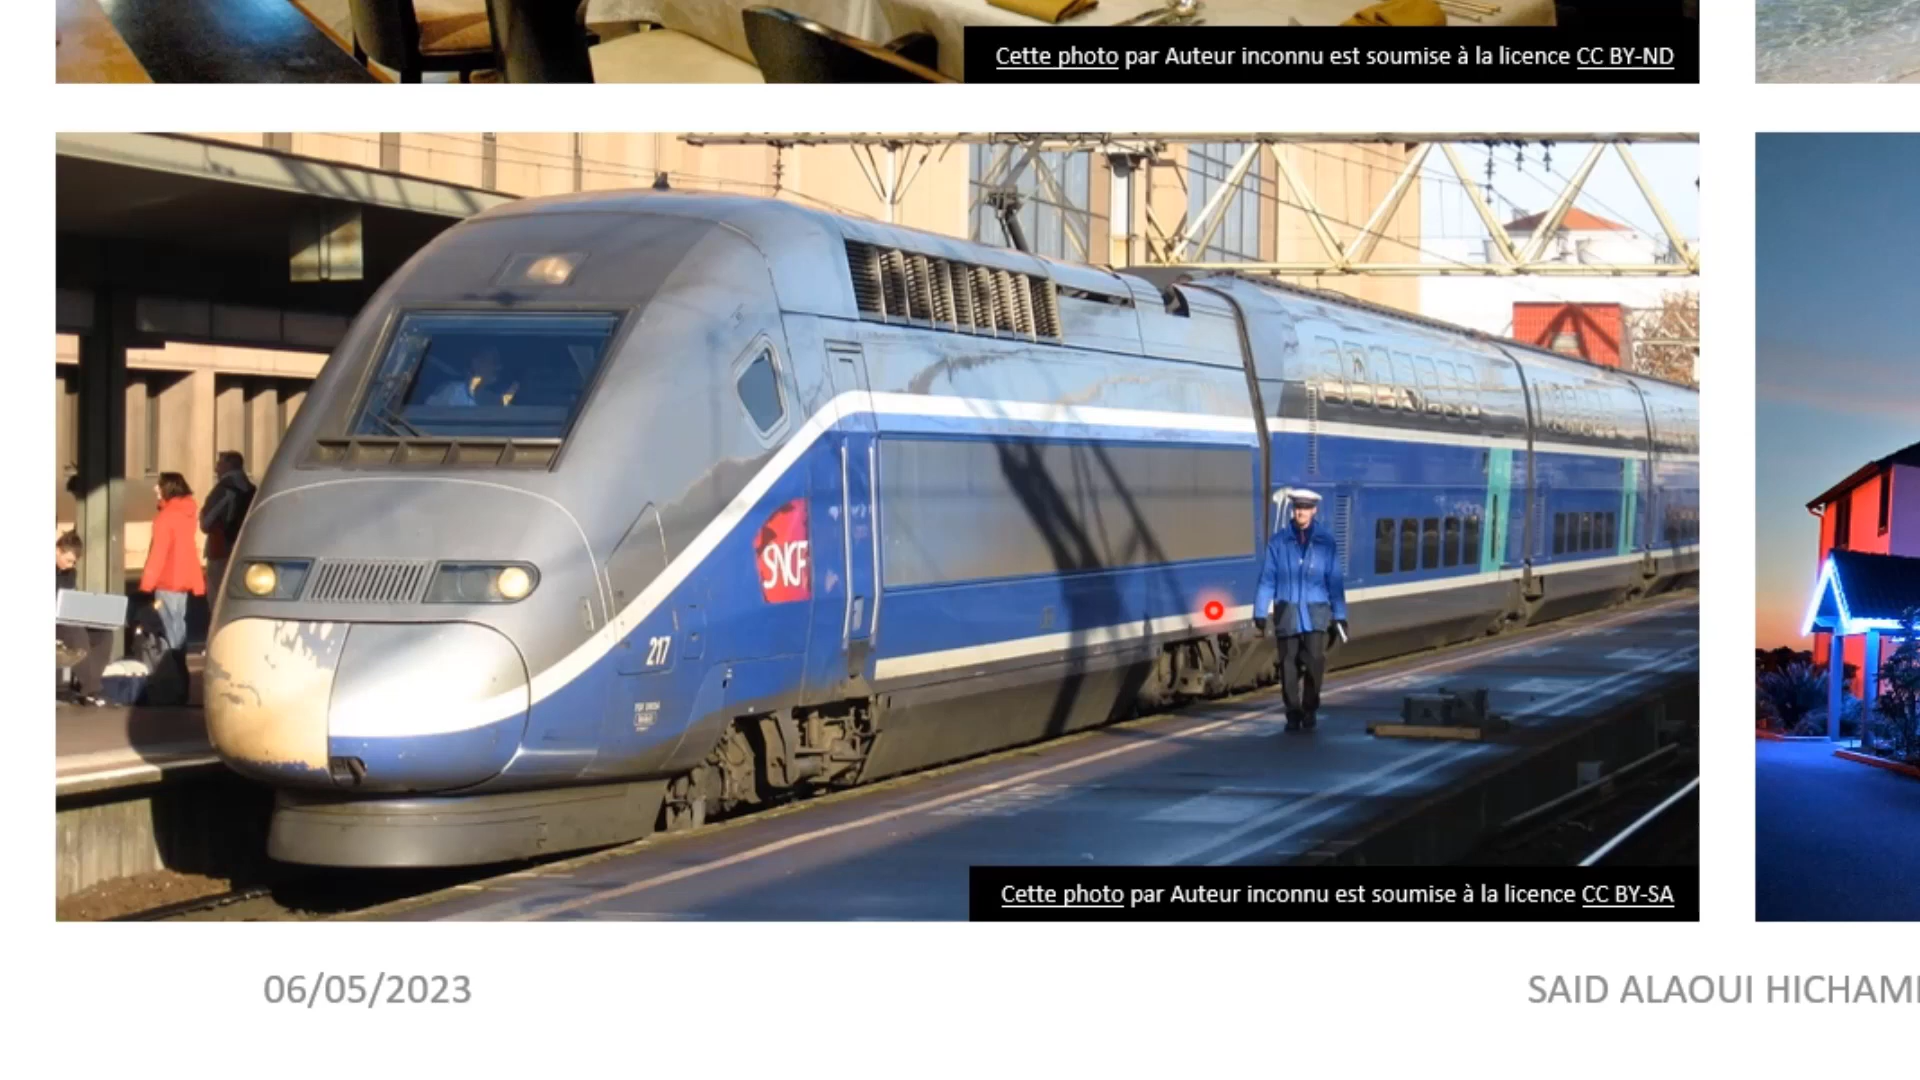 Cette photo par Auteur inconnu est soumise à la licence CC BY-ND
SNCF
217
Cette photo par Auteur inconnu est soumise à la licence CC BY-SA
06/05/2023
SAID ALAOUI HICHAM